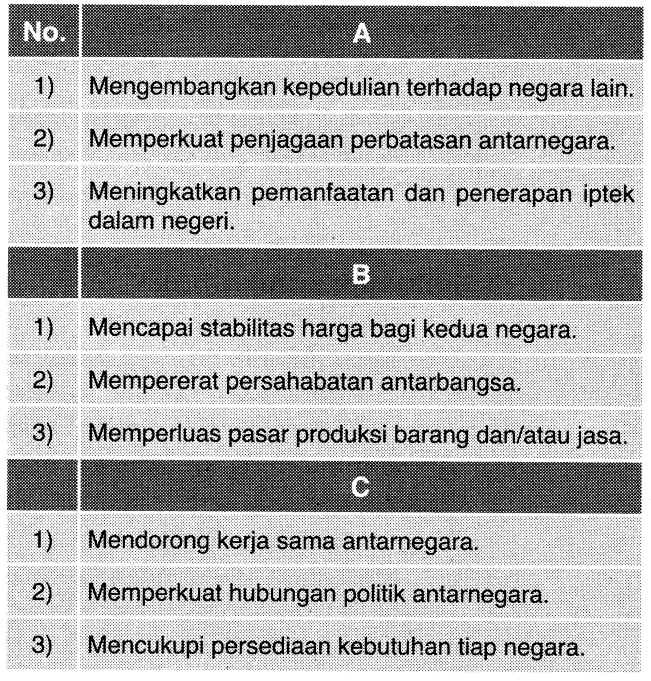 No. A
1) Mengembangkan kepedulian terhadap negara lain.
2) Memperkuat penjagaan perbatasan antarnegara.
3) Meningkatkan pemanfaatan dan penerapan iptek
dalam negeri.
B
1) Mencapai stabilitas harga bagi kedua negara.
2) Mempererat persahabatan antarbangsa.
3) Memperluas pasar produksi barang dan/atau jasa.
C
1) Mendorong kerja sama antarnegara.
2) Memperkuat hubungan politik antarnegara.
3) Mencukupi persediaan kebutuhan tiap negara.